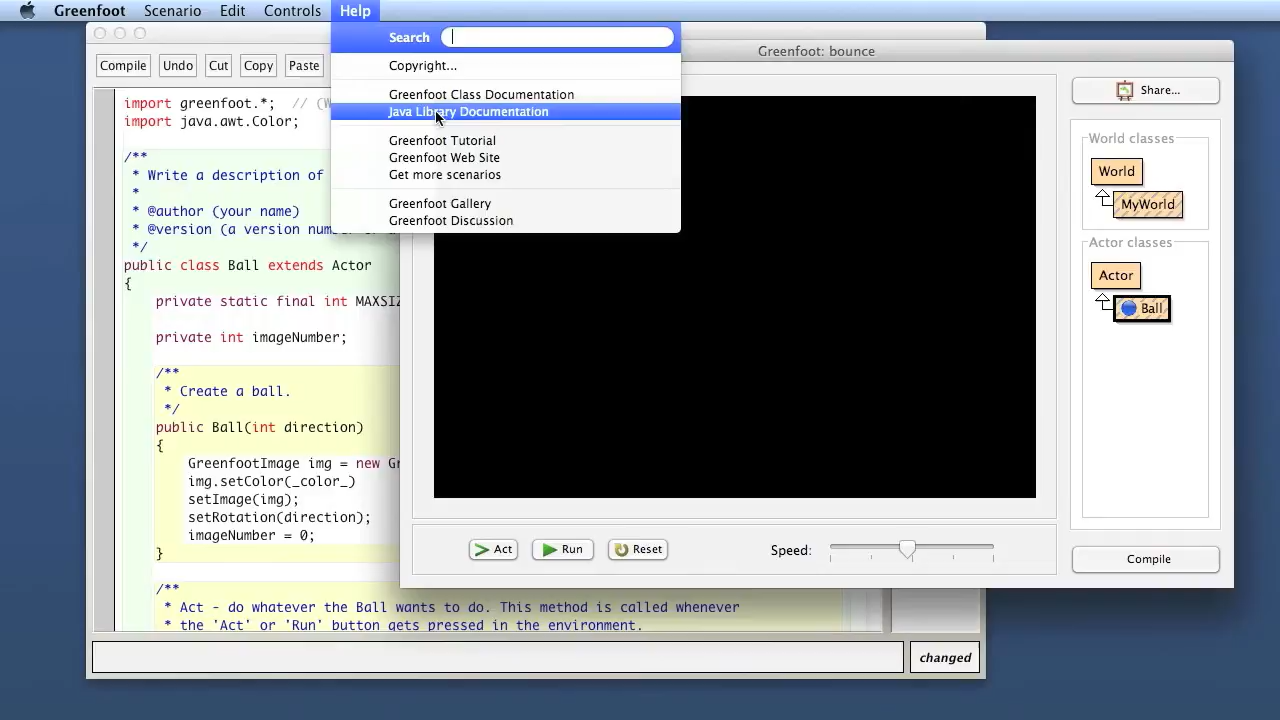 Greenfoot Scenario Edit Controls Help
Search
Copyright...
Greenfoot Class Documentation
Java Library Documentation
Greenfoot Tutorial
Greenfoot Web Site
Get more scenarios
Greenfoot Gallery
Greenfoot Discussion
Compile Undo Cut Copy Paste
import greenfoot.*; // (W
import java.awt.Color;
/**
* Write a description of
*
* @author (your name)
* @version (a version number or a
*/
public class Ball extends Actor
{
private static final int MAXSIZ
private int imageNumber;
/**
* Create a ball.
*/
public Ball(int direction)
{
GreenfootImage img = new Gr
img.setColor(_color_)
setImage(img);
setRotation(direction);
imageNumber = 0;
}
/**
* Act - do whatever the Ball wants to do. This method is called whenever
* the 'Act' or 'Run' button gets pressed in the environment.
changed
Greenfoot: bounce
Share...
World classes
World
MyWorld
Actor classes
Actor
Ball
Act Run Reset Speed:
Compile